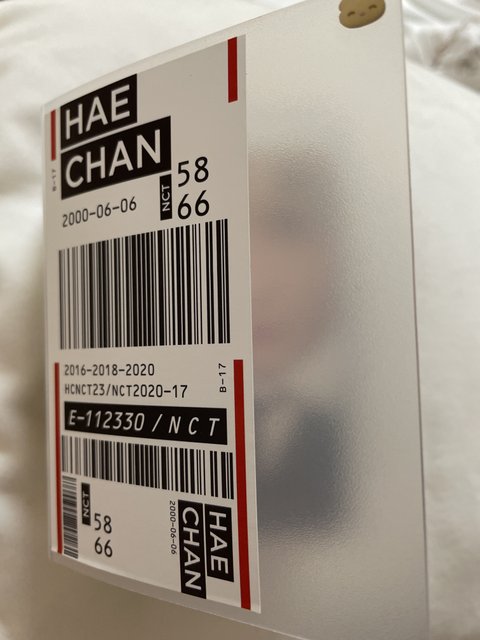 HAE
CHAN
B-17
2000-06-06
NCT
58
66
2016-2018-2020
HCNCT23/NCT2020-17
B-17
E-112330/NCT
NCT
58
66
2000-06-06
HAE
CHAN